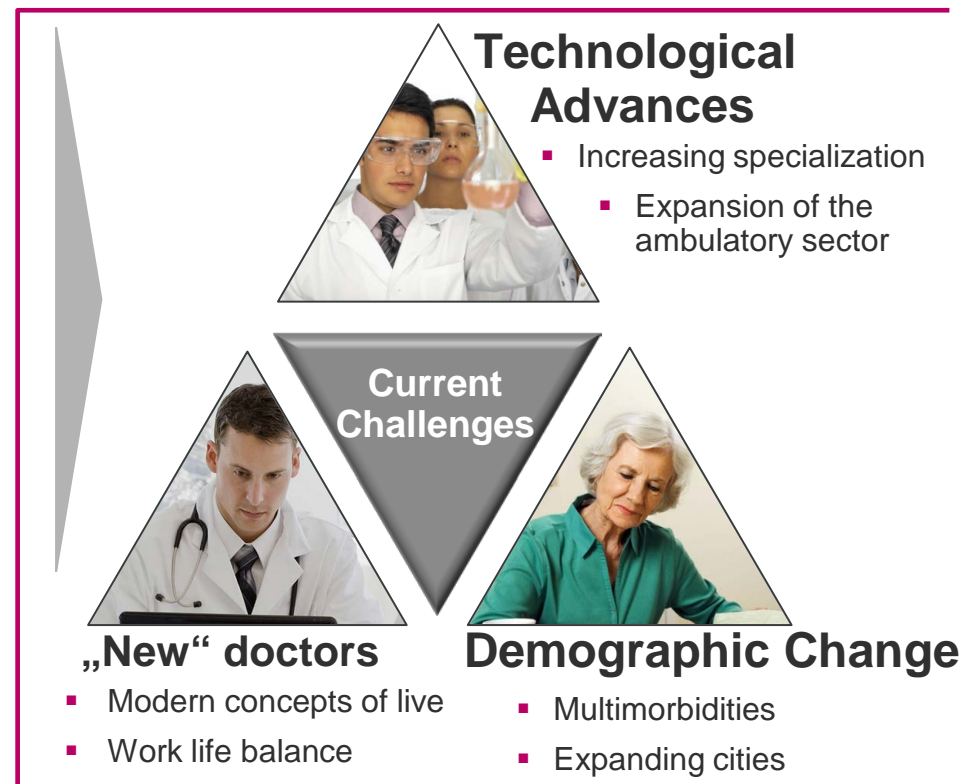 Technological
Advances
▪ Increasing specialization
▪ Expansion of the
ambulatory sector
Current
Challenges
„New“ doctors
▪ Modern concepts of live
▪ Work life balance
Demographic Change
▪ Multimorbidities
▪ Expanding cities